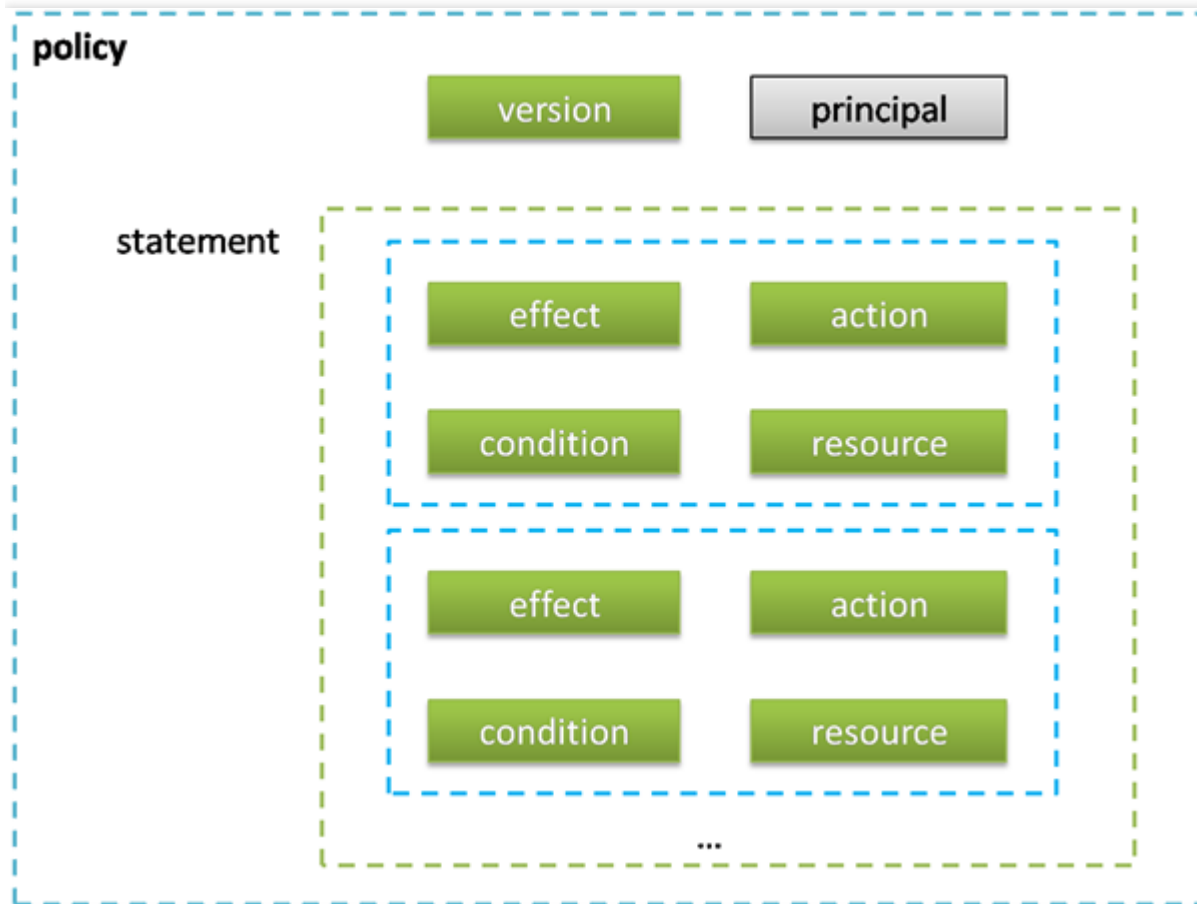 policy
version principal
statement
effect action
condition resource
effect action
condition resource
...